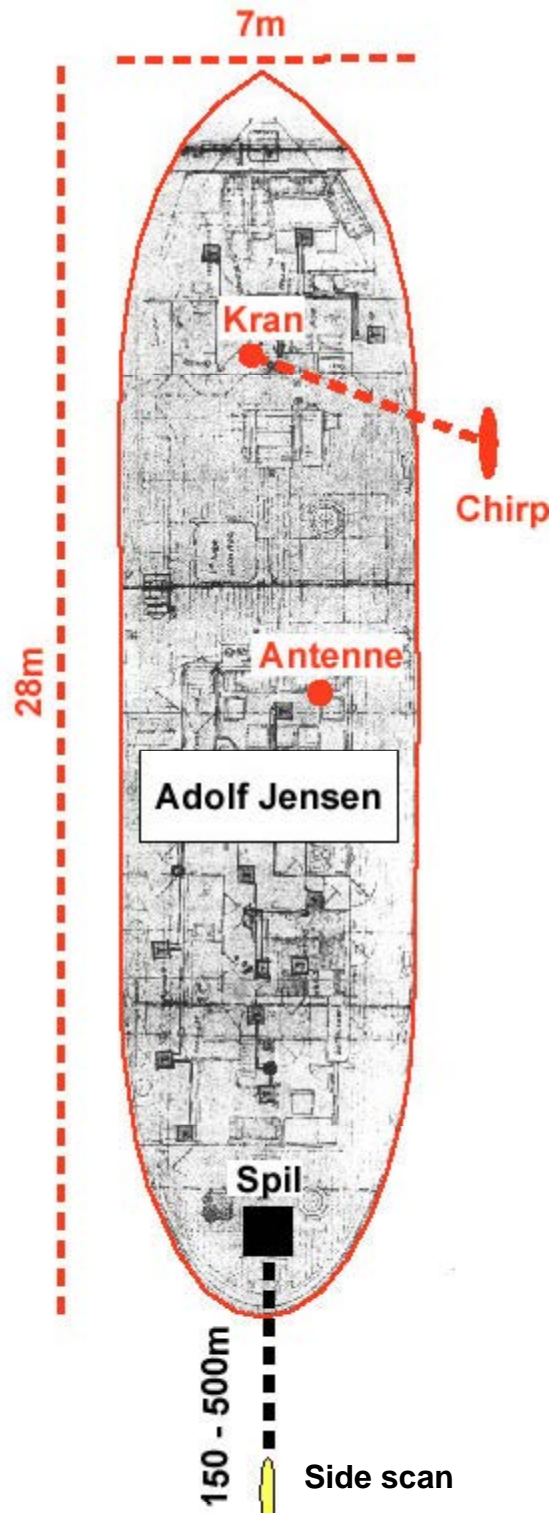 7m
Kran
Chirp
28m
Antenne
Adolf Jensen
Spil
150 - 500m
Side scan